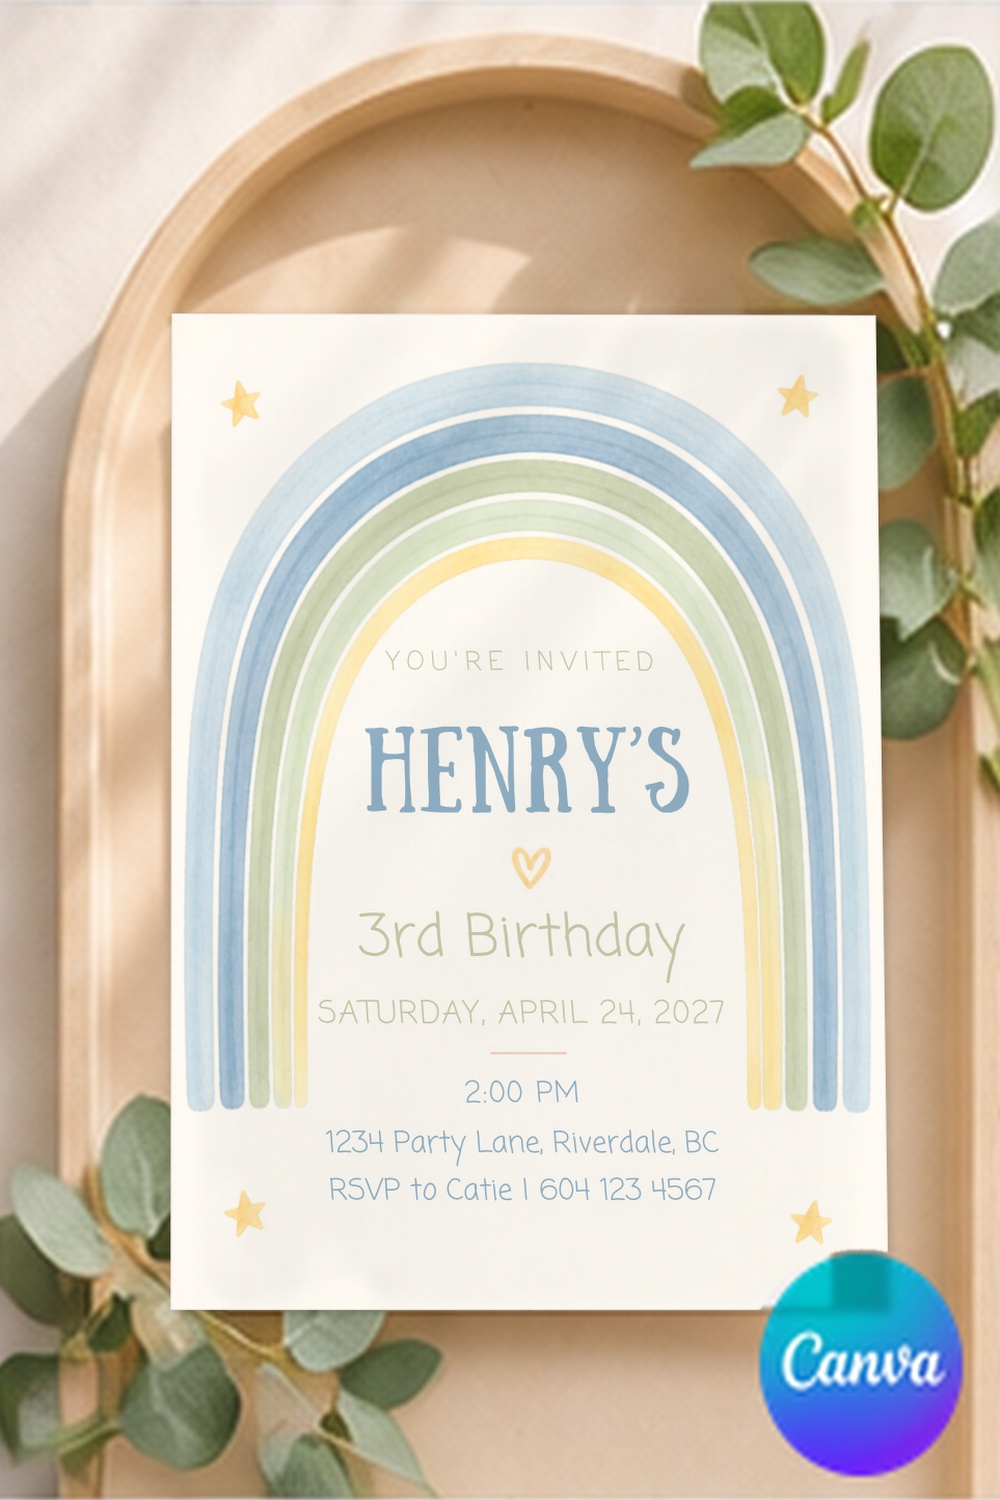 YOU'RE INVITED
HENRY'S
3rd Birthday
SATURDAY, APRIL 24, 2027
2:00 PM
1234 Party Lane, Riverdale, BC
RSVP to Catie | 604 123 4567
Canva